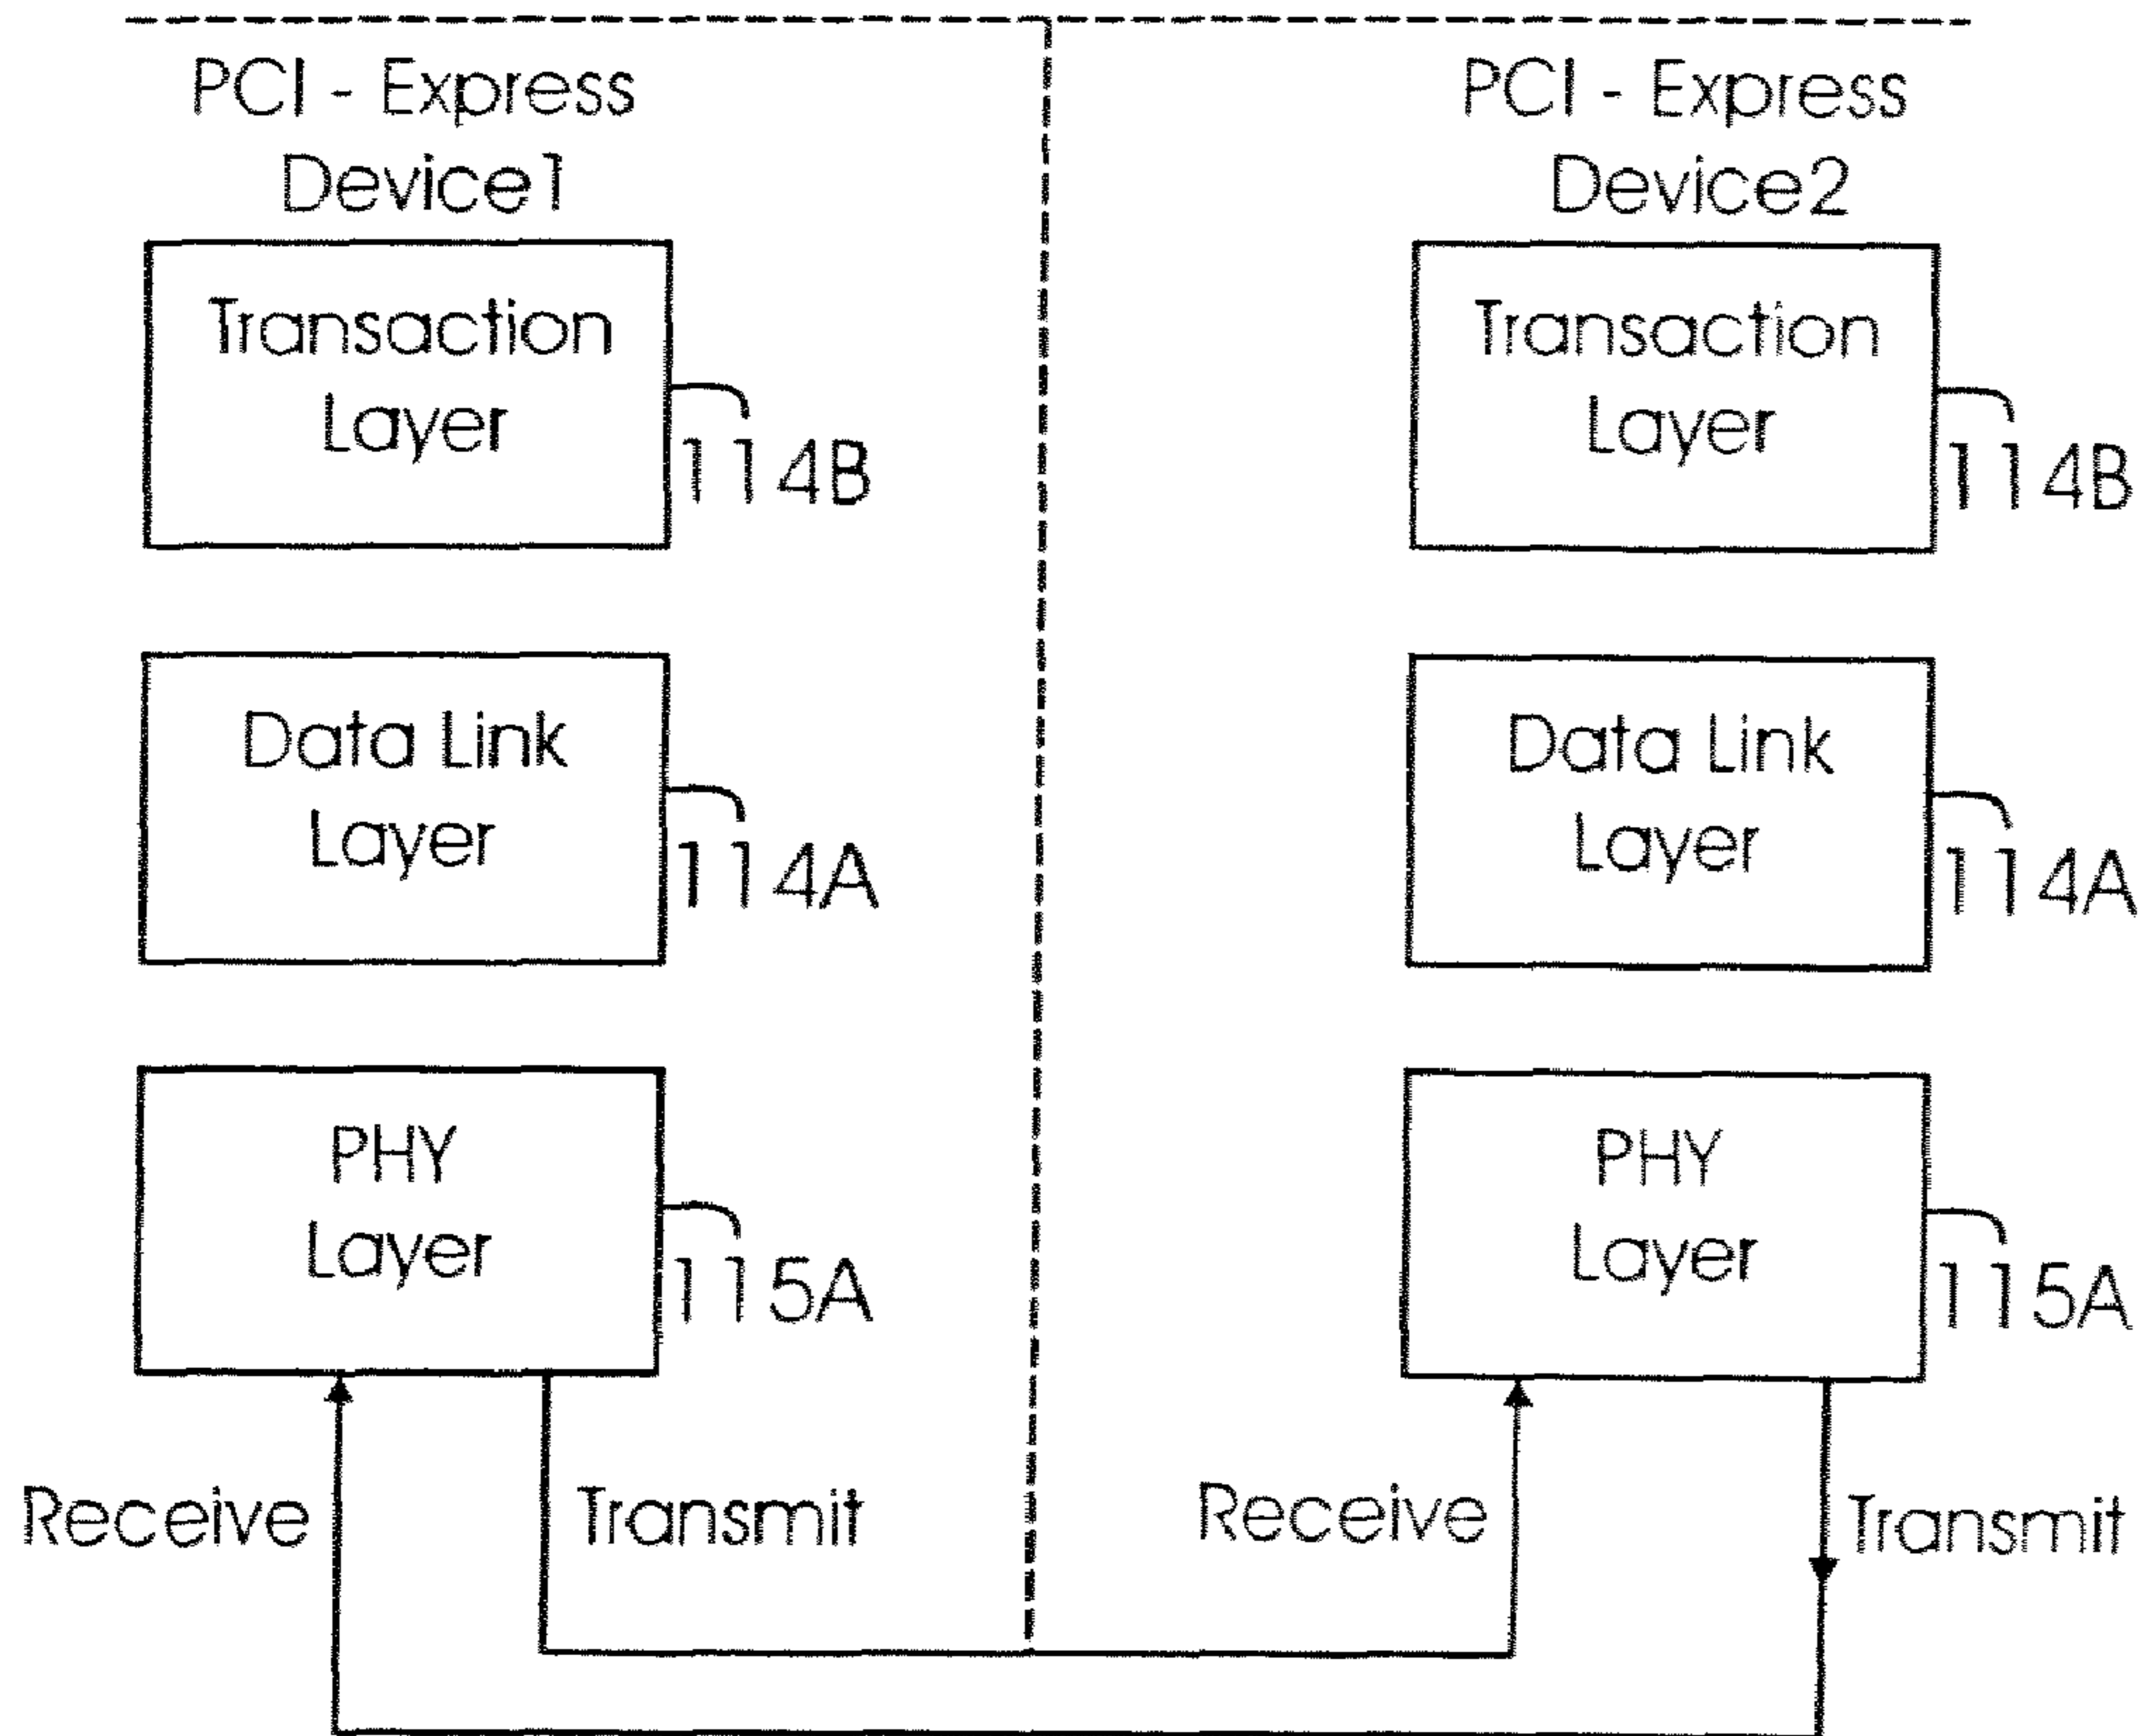 PCI - Express
Device1
Transaction
Layer
114B
Data Link
Layer
114A
PHY
Layer
115A
Receive
Transmit
PCI - Express
Device2
Transaction
Layer
114B
Data Link
Layer
114A
PHY
Layer
115A
Receive
Transmit